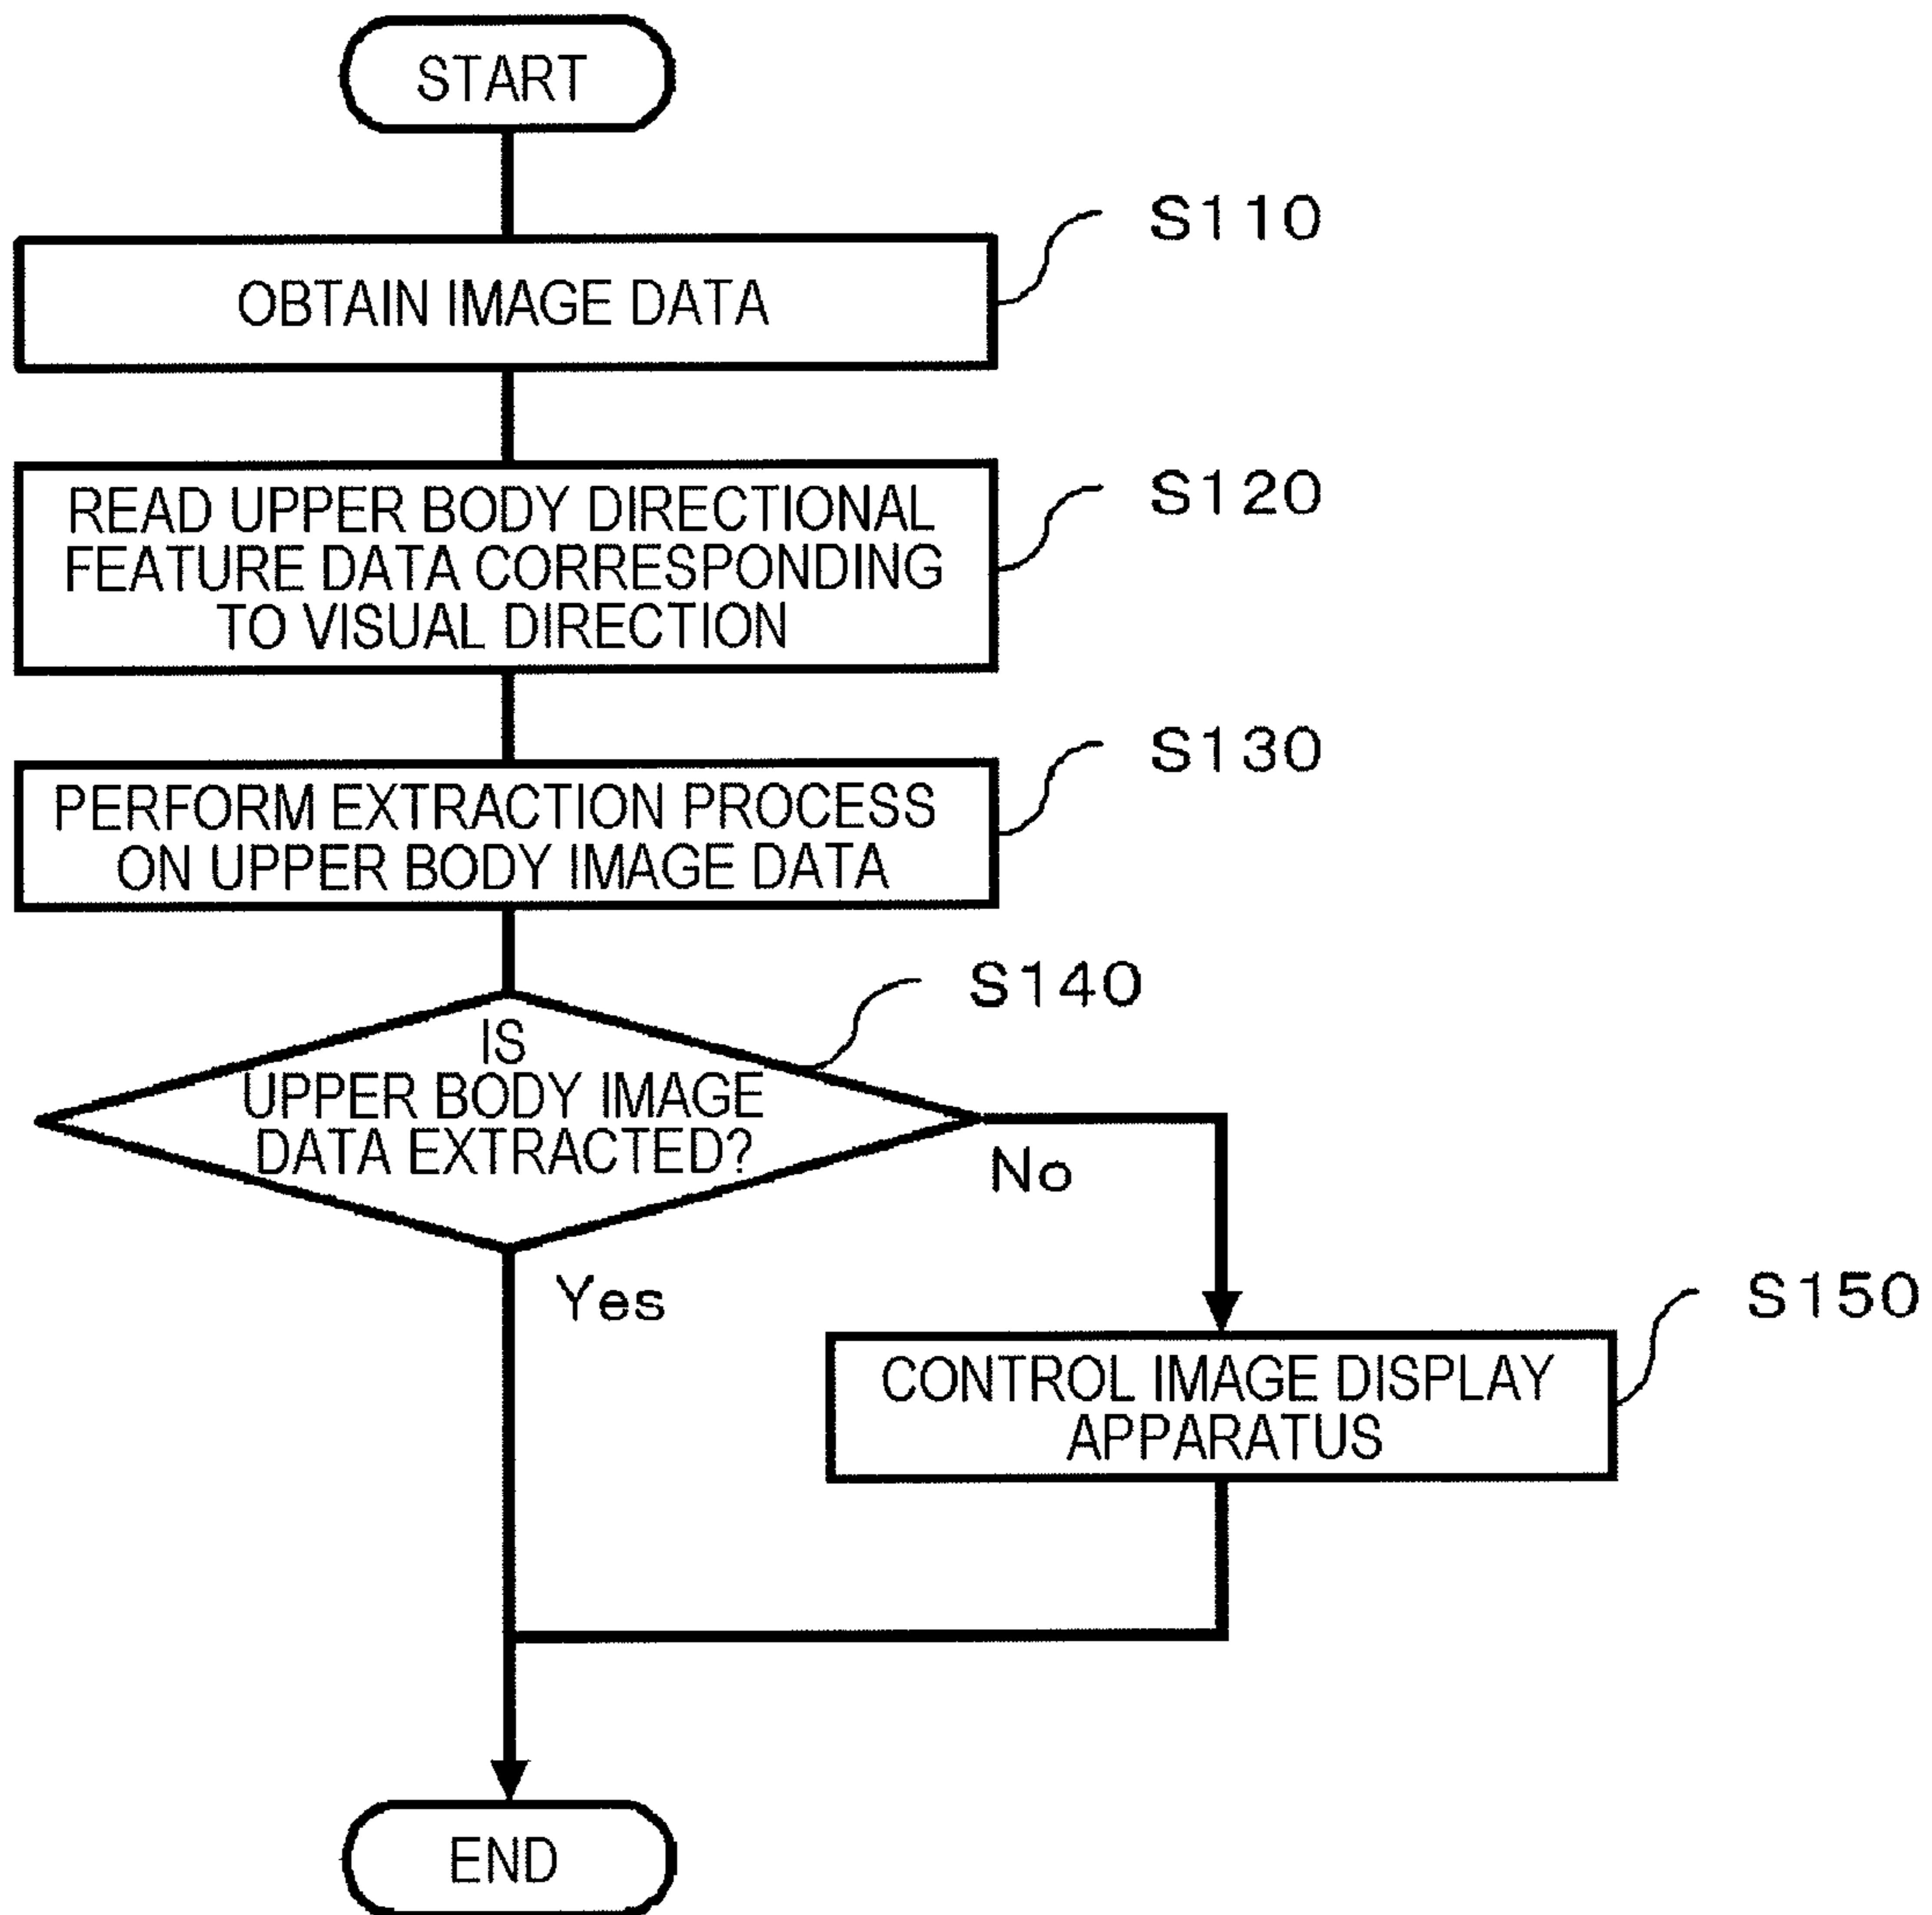 START
S110
OBTAIN IMAGE DATA
S120
READ UPPER BODY DIRECTIONAL
FEATURE DATA CORRESPONDING
TO VISUAL DIRECTION
S130
PERFORM EXTRACTION PROCESS
ON UPPER BODY IMAGE DATA
S140
IS
UPPER BODY IMAGE
DATA EXTRACTED?
No
Yes
S150
CONTROL IMAGE DISPLAY
APPARATUS
END